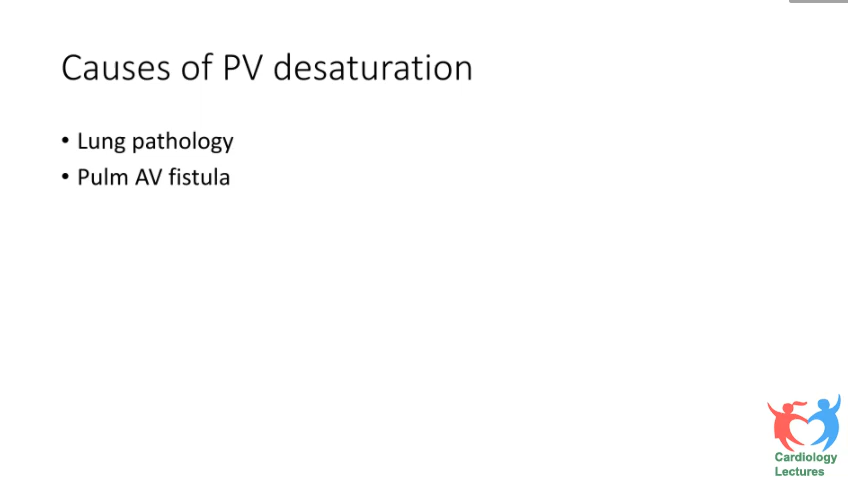 Causes of PV desaturation
• Lung pathology
• Pulm AV fistula
Cardiology
Lectures